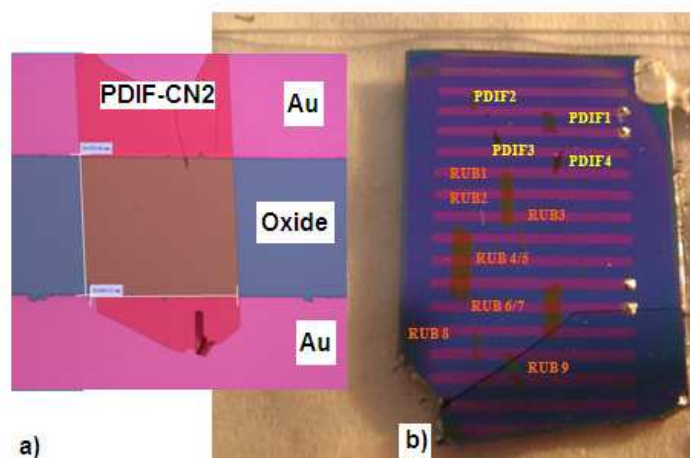 PDIF-CN2
Au
Oxide
Au
a)
PDIF2
PDIF1
PDIF3
PDIF4
RUB1
RUB2
RUB3
RUB 4/5
RUB 6/7
RUB 8
RUB 9
b)